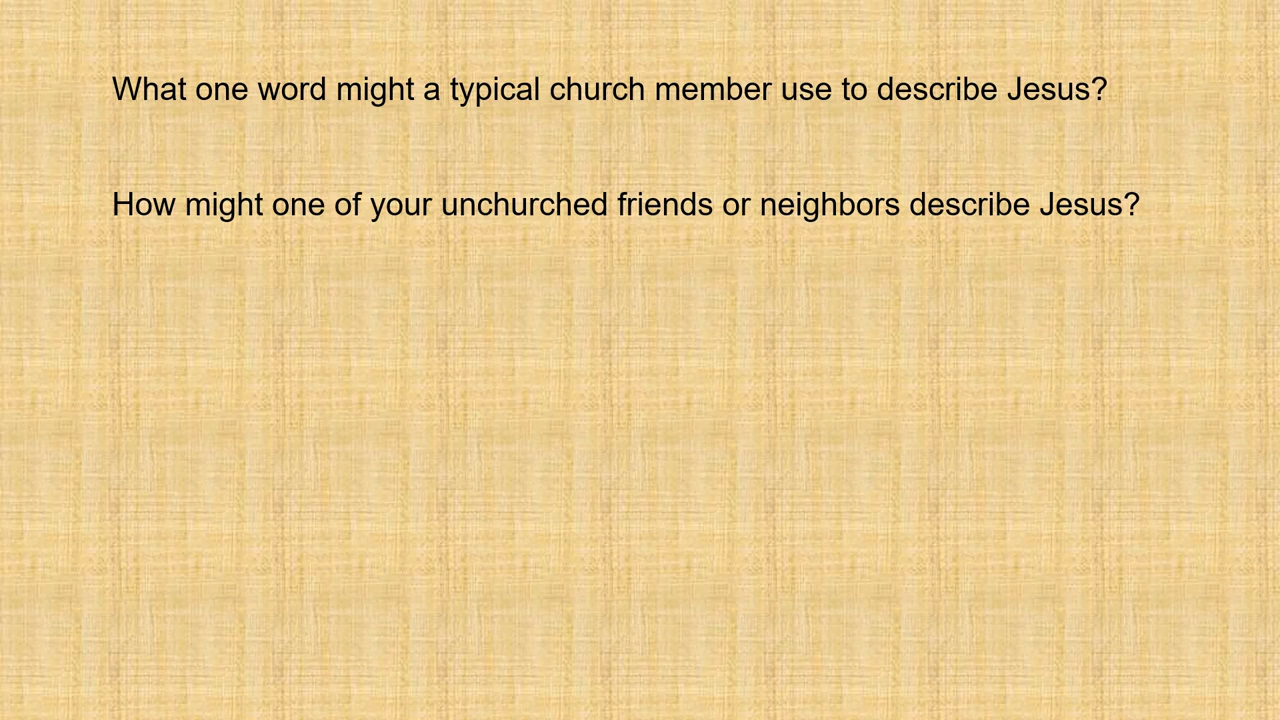 What one word might a typical church member use to describe Jesus?
How might one of your unchurched friends or neighbors describe Jesus?